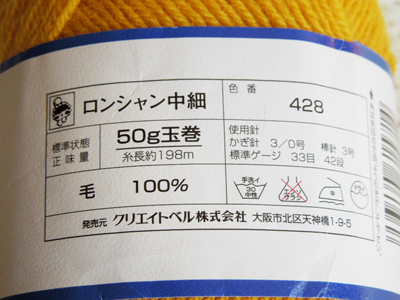 ロンシャン中細
色番
428
標準状態
正味量
50g玉巻
糸長約198m
使用針
かぎ針 3/0号 棒針 3号
標準ゲージ 33目 42段
毛 100%
手洗イ
30
中性
中
発売元 クリエイトベル株式会社 大阪市北区天神橋1-9-5